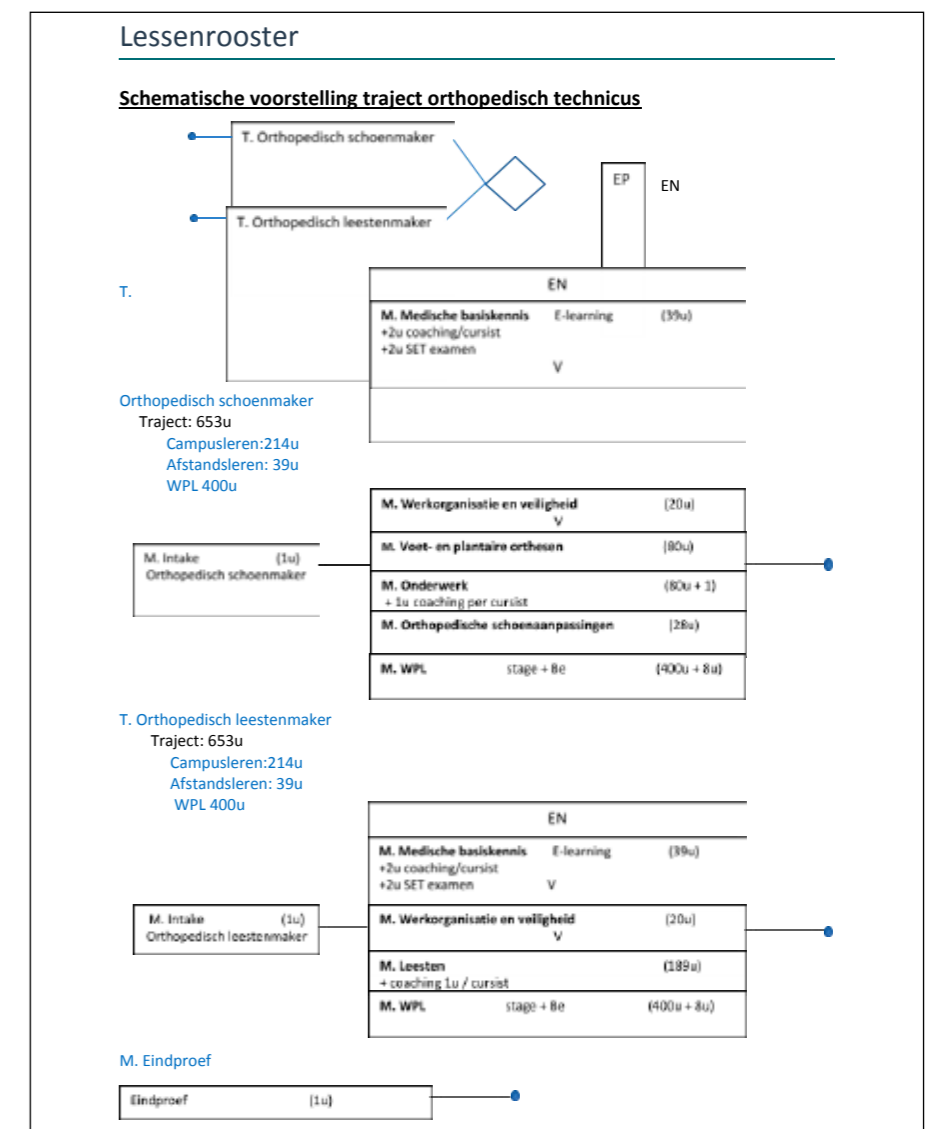 Lessenrooster
Schematische voorstelling traject orthopedisch technicus
T. Orthopedisch schoenmaker
EP
EN
T. Orthopedisch leestenmaker
EN
T.
M. Medische basiskennis E-learning (39u)
+2u coaching/cursist
+2u SET examen
V
Orthopedisch schoenmaker
Traject: 653u
Campusleren:214u
Afstandsleren: 39u
WPL 400u
M. Werkorganisatie en veiligheid (20u)
V
M. Intake (1u)
Orthopedisch schoenmaker
M. Voet- en plantaire orthesen (80u)
M. Onderwerk (80u + 1)
+ 1u coaching per cursist
M. Orthopedische schoenaanpassingen (28u)
M. WPL stage + 8e (400u + 8u)
T. Orthopedisch leestenmaker
Traject: 653u
Campusleren:214u
Afstandsleren: 39u
WPL 400u
EN
M. Medische basiskennis E-learning (39u)
+2u coaching/cursist
+2u SET examen V
M. Intake (1u)
Orthopedisch leestenmaker
M. Werkorganisatie en veiligheid (20u)
V
M. Leesten (189u)
+ coaching 1u / cursist
M. WPL stage + 8e (400u + 8u)
M. Eindproef
Eindproef (1u)